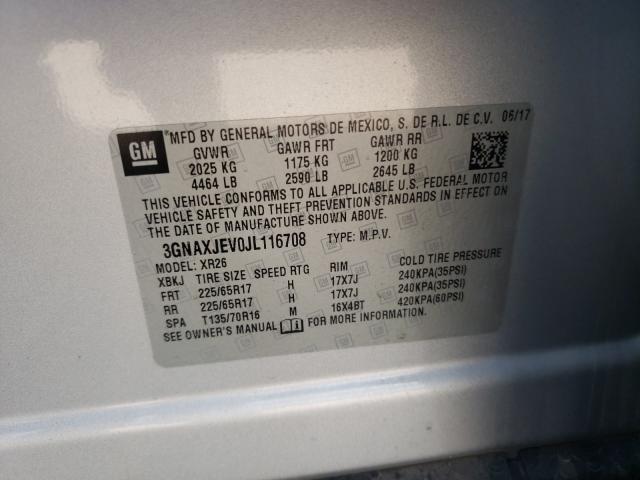 GM
MFD BY GENERAL MOTORS DE MEXICO, S. DE R.L. DE C.V. 06/17
GVWR GAWR FRT GAWR RR
2025 KG 1175 KG 1200 KG
4464 LB 2590 LB 2645 LB
THIS VEHICLE CONFORMS TO ALL APPLICABLE U.S. FEDERAL MOTOR
VEHICLE SAFETY AND THEFT PREVENTION STANDARDS IN EFFECT ON
THE DATE OF MANUFACTURE SHOWN ABOVE.
3GNAXJEV0JL116708 TYPE: M.P.V.
MODEL: XR26
XBKJ TIRE SIZE SPEED RTG RIM COLD TIRE PRESSURE
FRT 225/65R17 H 17X7J 240KPA(35PSI)
RR 225/65R17 H 17X7J 240KPA(35PSI)
SPA T135/70R16 M 16X4BT 420KPA(60PSI)
SEE OWNER'S MANUAL FOR MORE INFORMATION.